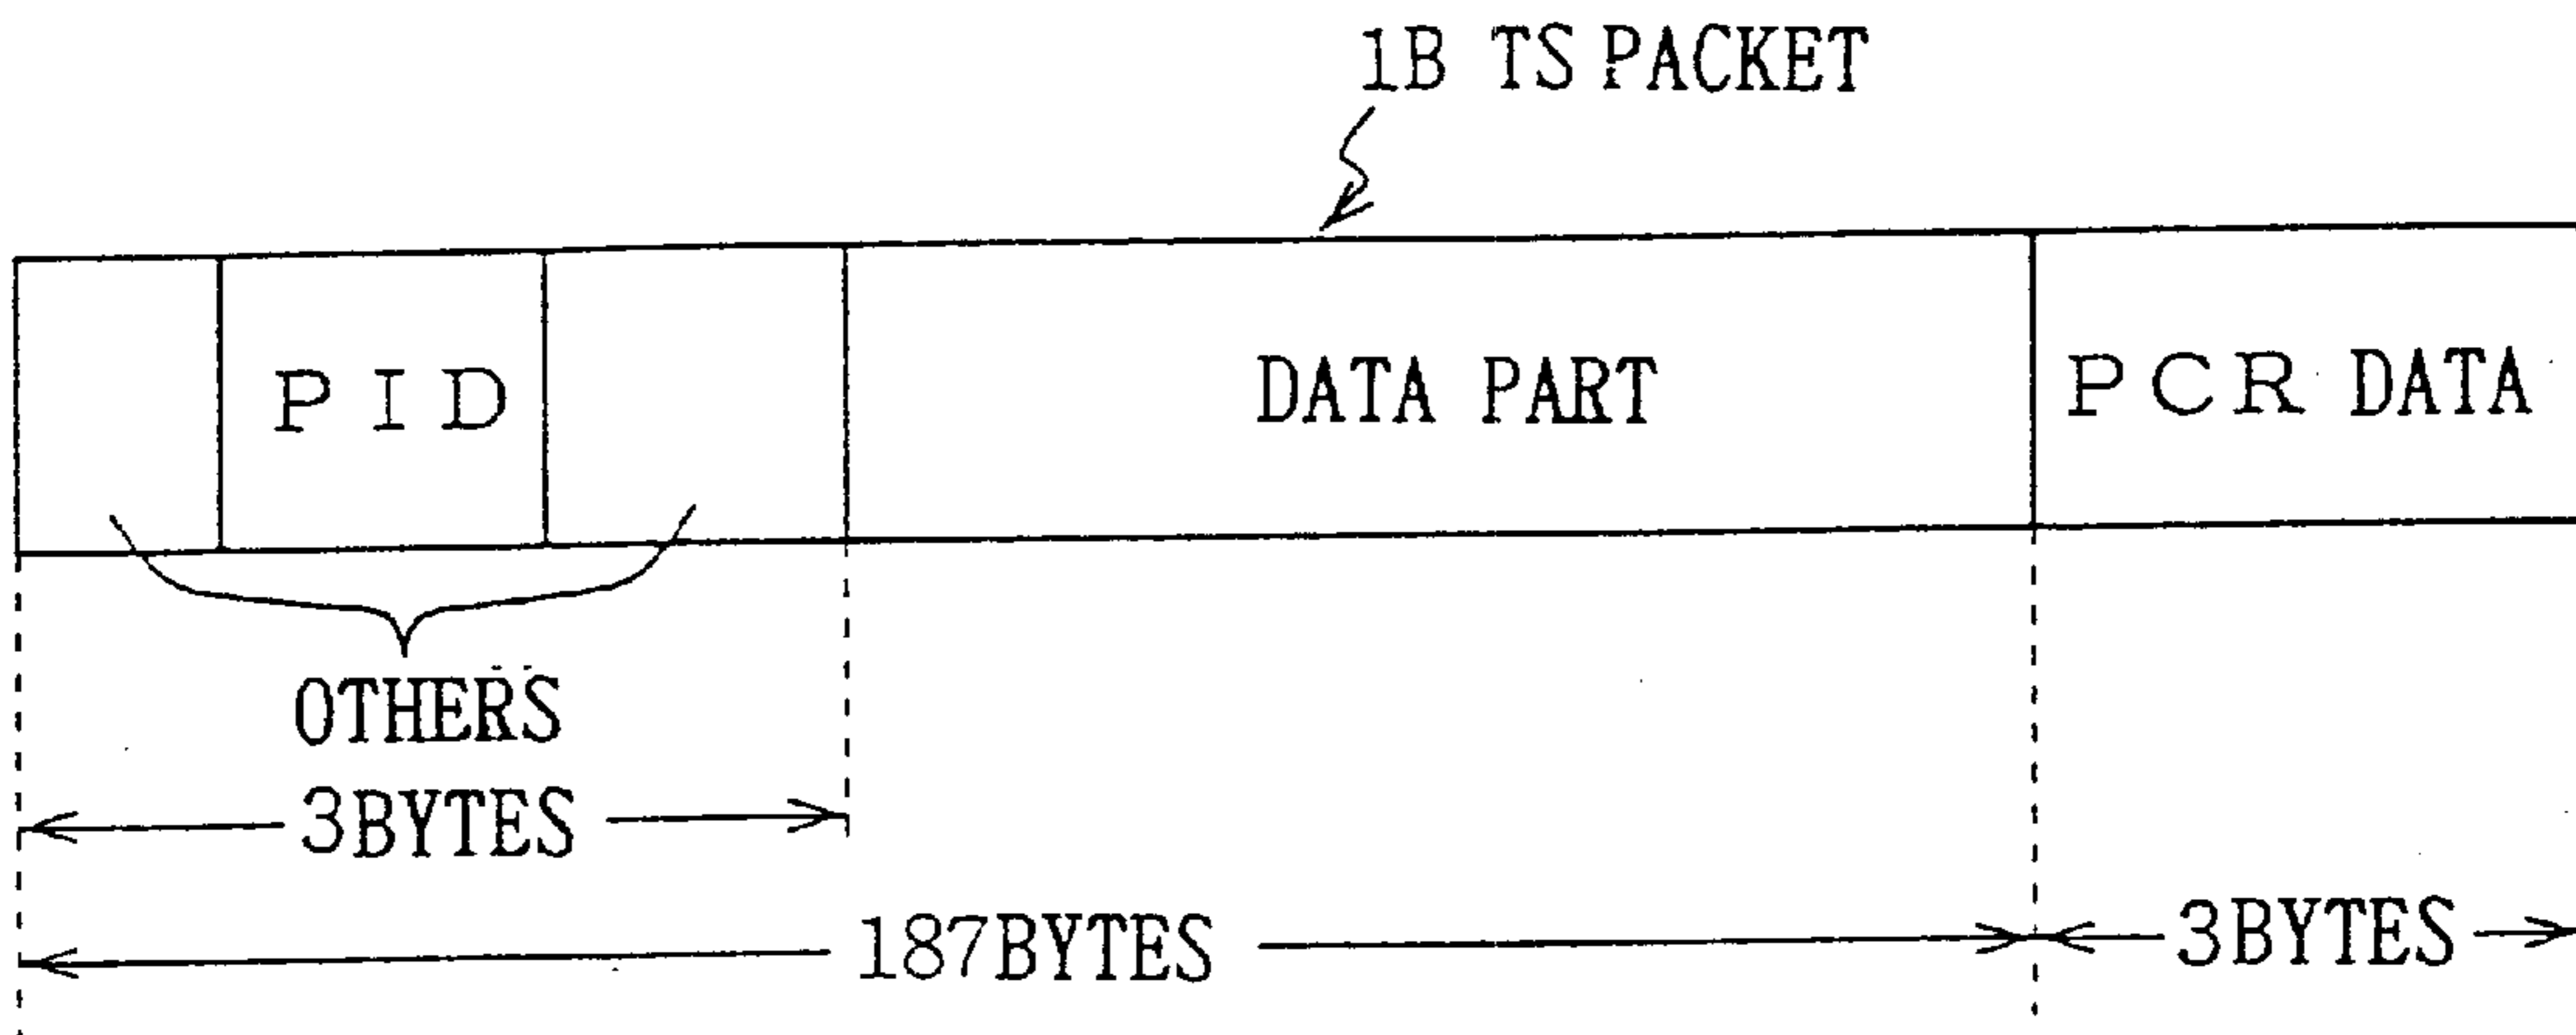 1B TS PACKET
PID
DATA PART
PCR DATA
OTHERS
3BYTES
187BYTES
3BYTES